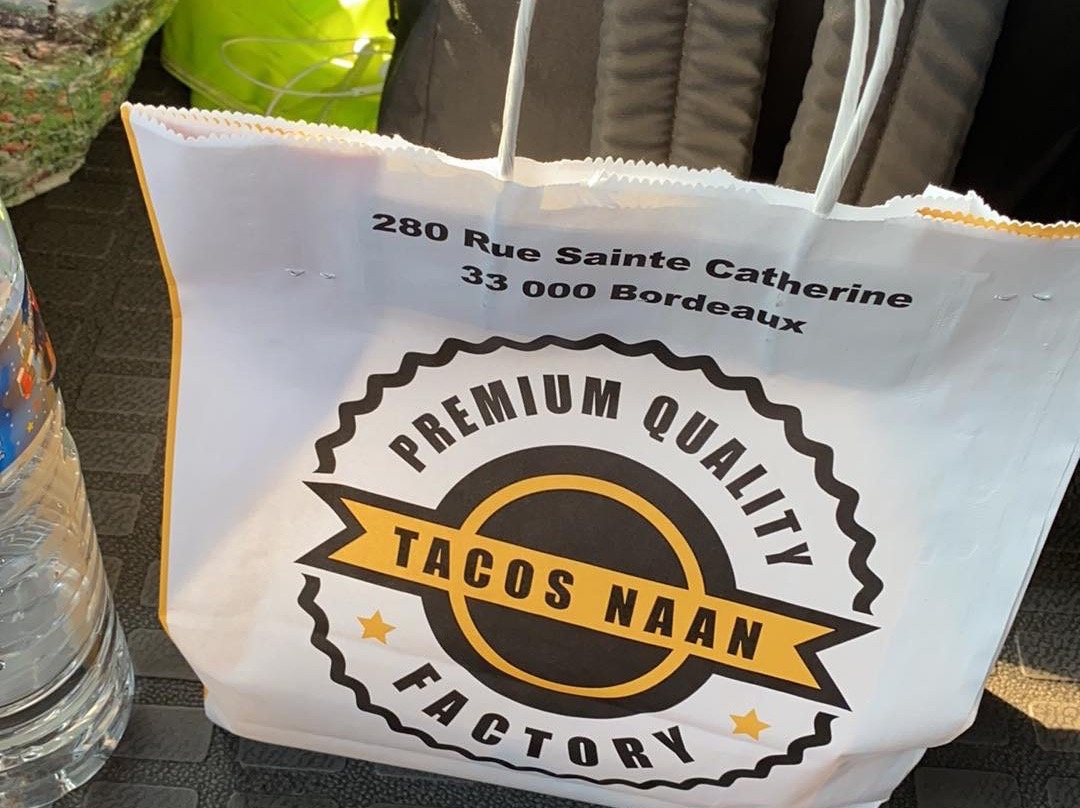 280 Rue Sainte Catherine
33 000 Bordeaux
PREMIUM QUALITY
TACOS NAAN
FACTORY